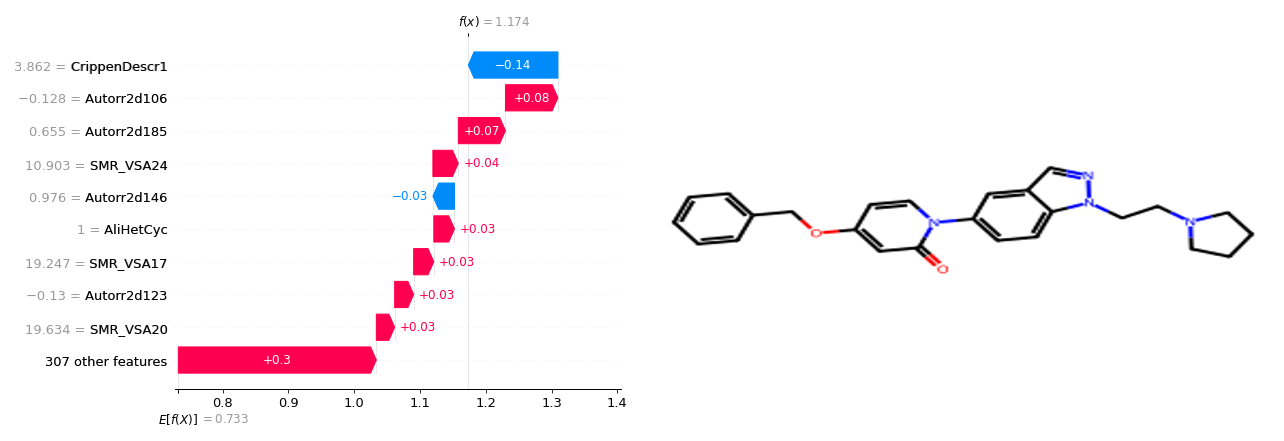 f(x) = 1.174
3.862 = CrippenDescr1
−0.14
−0.128 = Autorr2d106
+0.08
0.655 = Autorr2d185
+0.07
10.903 = SMR_VSA24
+0.04
0.976 = Autorr2d146
−0.03
1 = AliHetCyc
+0.03
19.247 = SMR_VSA17
+0.03
−0.13 = Autorr2d123
+0.03
19.634 = SMR_VSA20
+0.03
307 other features
+0.3
0.8 0.9 1.0 1.1 1.2 1.3 1.4
E[f(X)] = 0.733
N
N
N
N
O
O